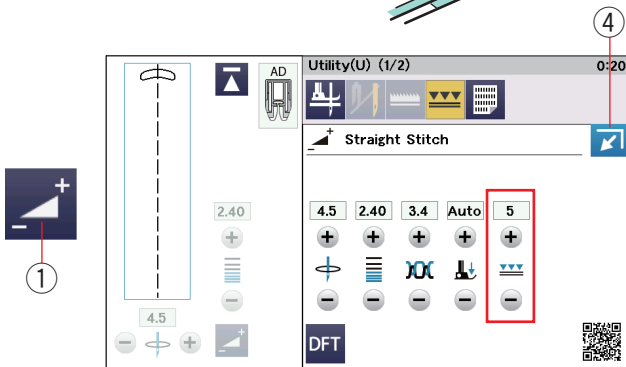 4
Utility(U) (1/2) 0:20
AD
Straight Stitch
2.40
4.5 2.40 3.4 Auto 5
1
4.5
DFT